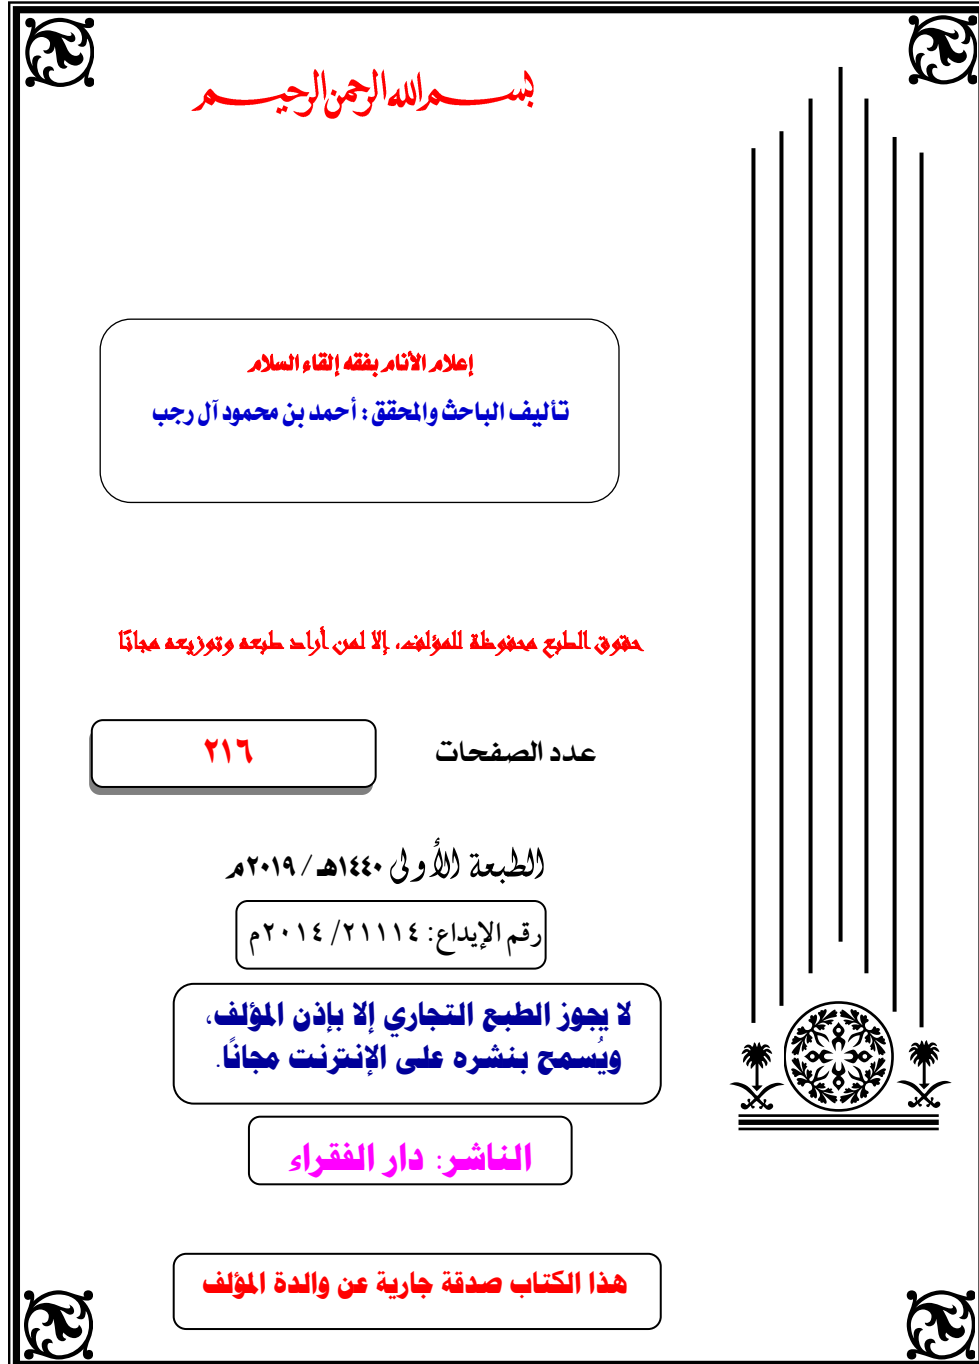 بسم الله الرحمن الرحيم
إعلام الأنام بفقه إلقاء السلام
تأليف الباحث والمحقق : أحمد بن محمود آل رجب
حقوق الطبع محفوظة للمؤلف، إلا لمن أراد طبعه وتوزيعه مجانًا
عدد الصفحات ٢١٦
الطبعة الأولى ١٤٤٠هـ / ٢٠١٩م
رقم الإيداع: ٢١١١٤/ ٢٠١٤م
لا يجوز الطبع التجاري إلا بإذن المؤلف،
ويُسمح بنشره على الإنترنت مجانًا.
الناشر: دار الفقراء
هذا الكتاب صدقة جارية عن والدة المؤلف